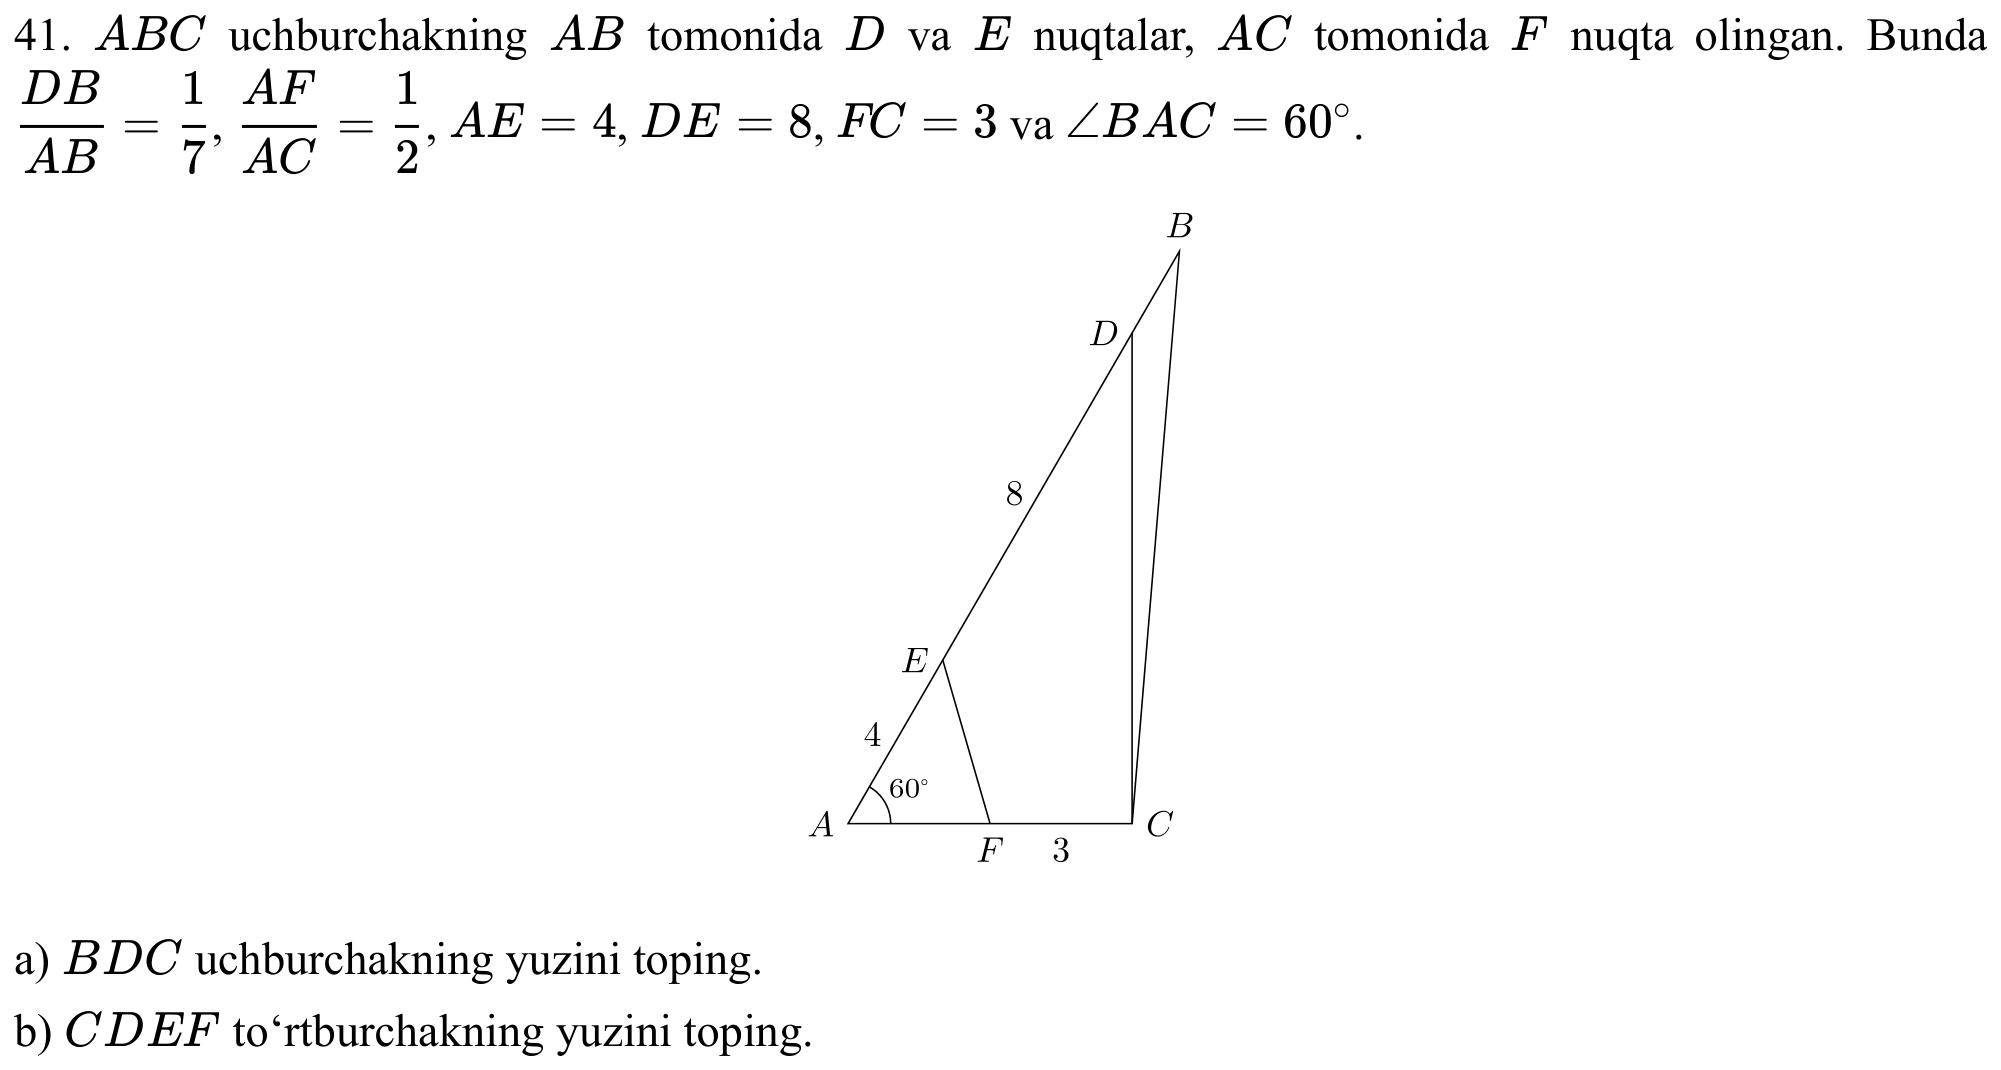 41. ABC uchburchakning AB tomonida D va E nuqtalar, AC tomonida F nuqta olingan. Bunda
DB/AB = 1/7, AF/AC = 1/2, AE = 4, DE = 8, FC = 3 va ∠BAC = 60°.
B
D
8
E
4
60°
A
C
F
3
a) BDC uchburchakning yuzini toping.
b) CDEF to‘rtburchakning yuzini toping.